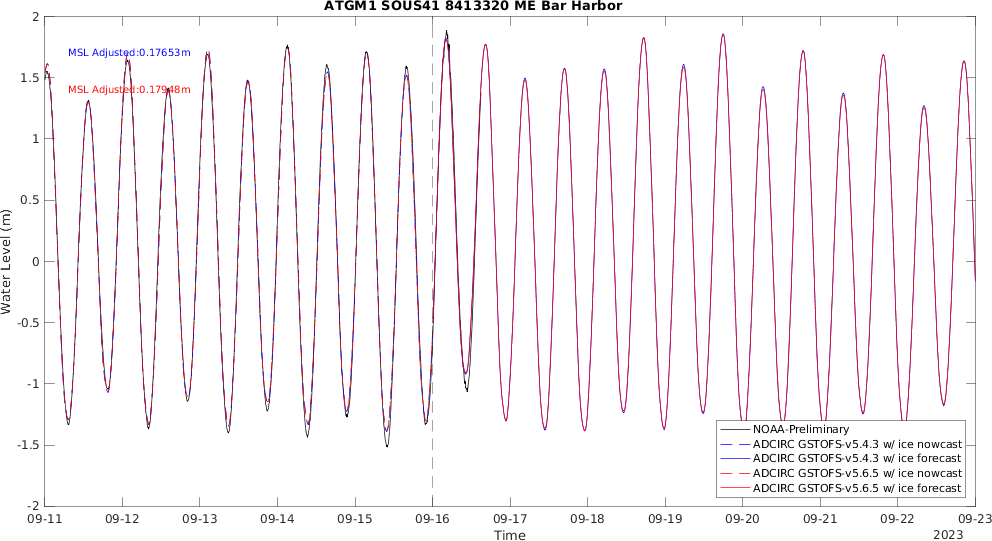 ATGM1 SOUS41 8413320 ME Bar Harbor
MSL Adjusted:0.17653m
MSL Adjusted:0.17948m
Water Level (m)
2
1.5
1
0.5
0
-0.5
-1
-1.5
-2
NOAA-Preliminary
ADCIRC GSTOFS-v5.4.3 w/ ice nowcast
ADCIRC GSTOFS-v5.4.3 w/ ice forecast
ADCIRC GSTOFS-v5.6.5 w/ ice nowcast
ADCIRC GSTOFS-v5.6.5 w/ ice forecast
09-11 09-12 09-13 09-14 09-15 09-16 09-17 09-18 09-19 09-20 09-21 09-22 09-23
Time
2023